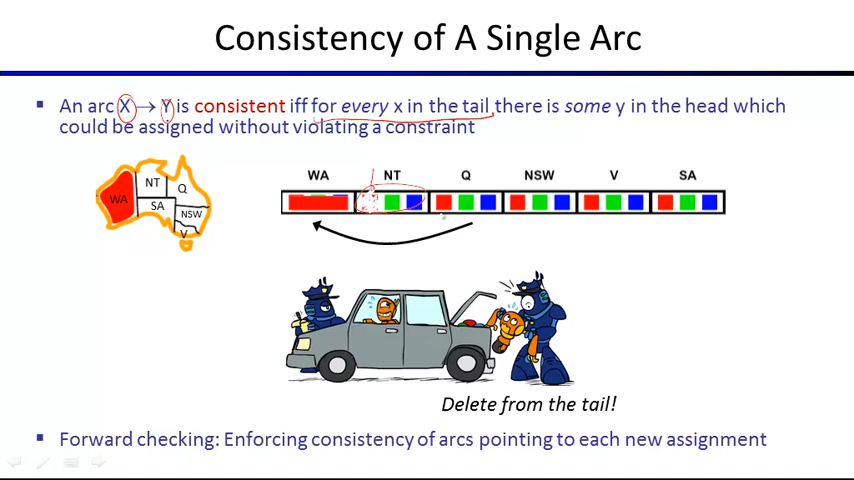 Consistency of A Single Arc
An arc X → Y is consistent iff for every x in the tail there is some y in the head which
could be assigned without violating a constraint
WA NT Q NSW V SA
NT
Q
WA
SA
NSW
V
Delete from the tail!
Forward checking: Enforcing consistency of arcs pointing to each new assignment